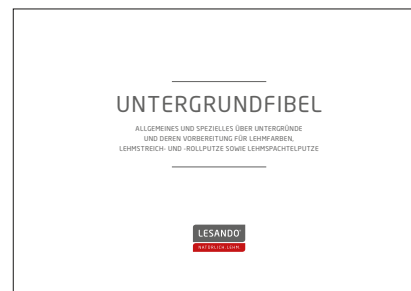 UNTERGRUNDFIBEL
ALLGEMEINES UND SPEZIELLES ÜBER UNTERGRÜNDE
UND DEREN VORBEREITUNG FÜR LEHMFARBEN,
LEHMSTREICH- UND -ROLLPUTZE SOWIE LEHMSPACHTELPUTZE
LESANDO®
NATÜRLICH.LEHM.